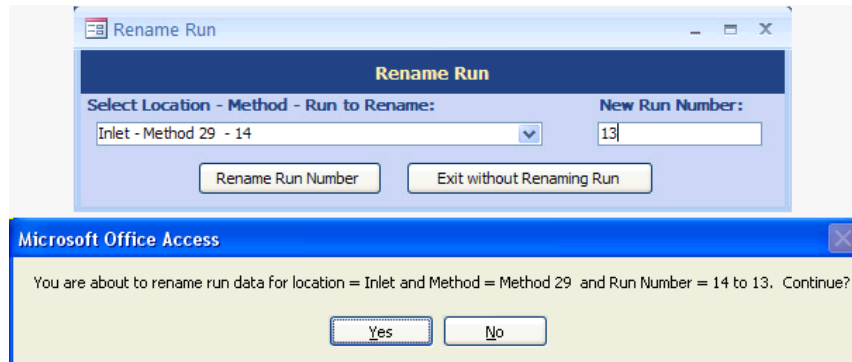 Rename Run
Rename Run
Select Location - Method - Run to Rename: New Run Number:
Inlet - Method 29 - 14 13
Rename Run Number Exit without Renaming Run
Microsoft Office Access
You are about to rename run data for location = Inlet and Method = Method 29 and Run Number = 14 to 13. Continue?
Yes No